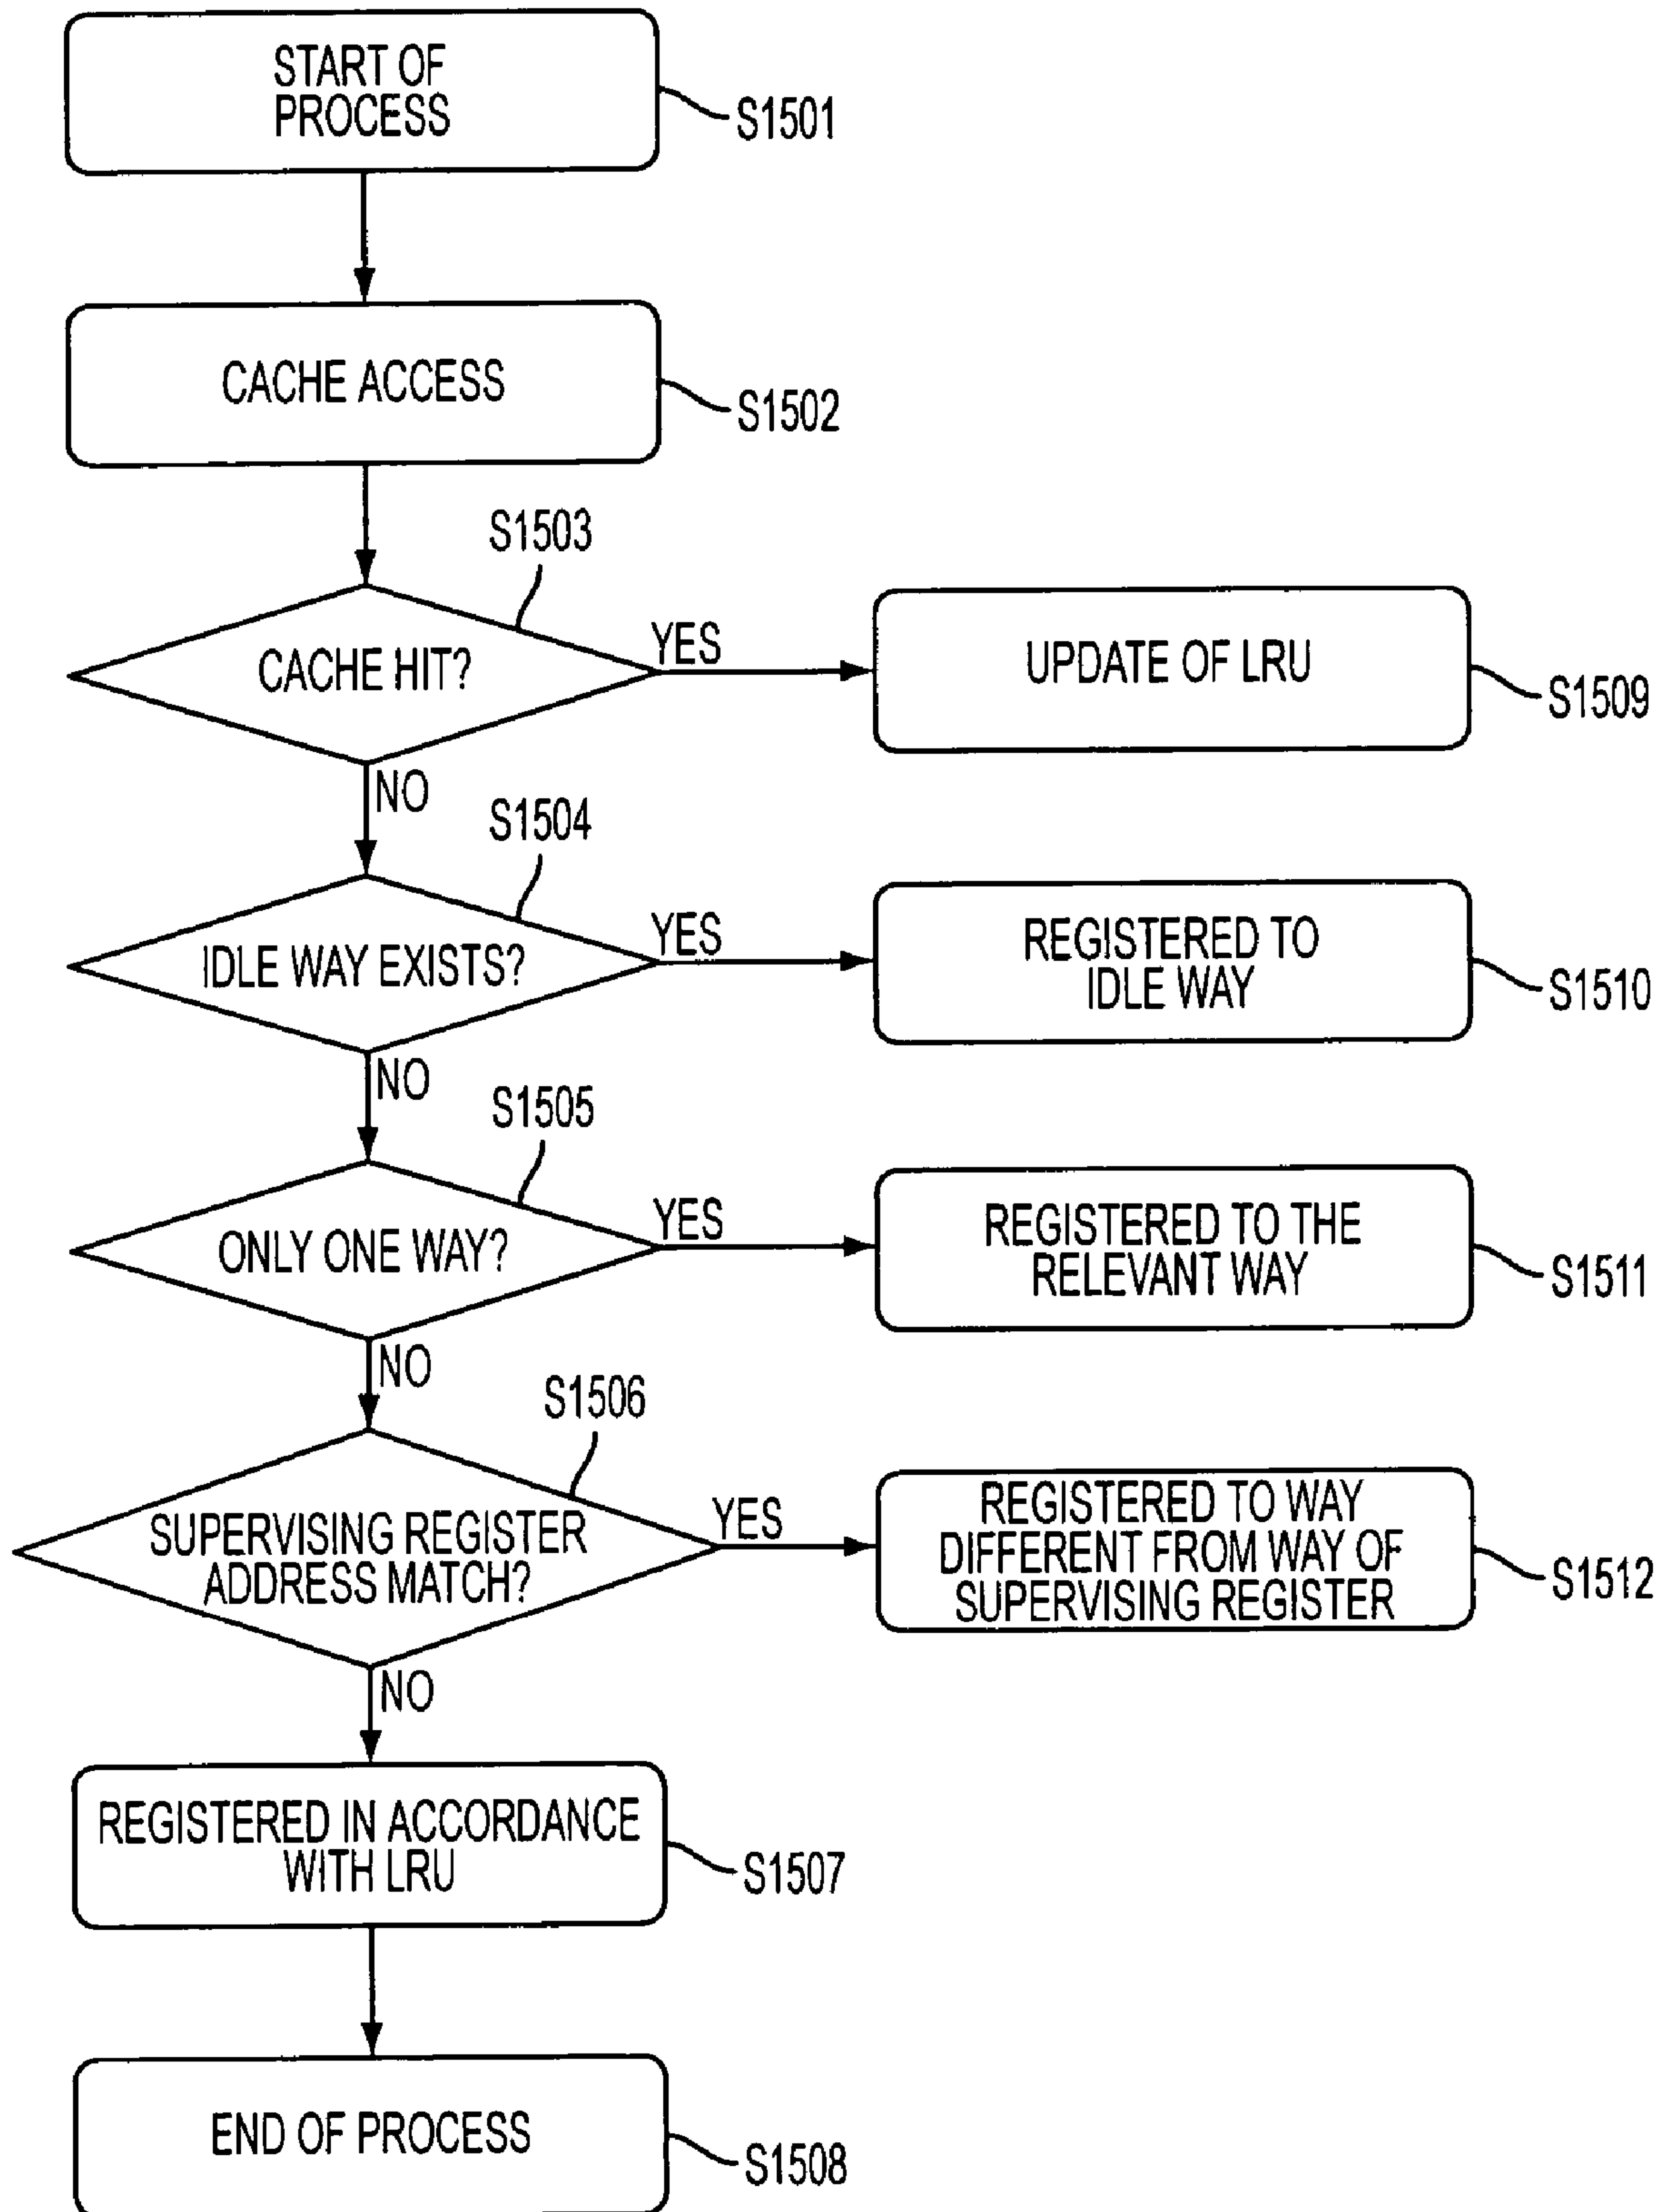 START OF
PROCESS
S1501
CACHE ACCESS
S1502
S1503
CACHE HIT?
YES
UPDATE OF LRU
S1509
NO
S1504
IDLE WAY EXISTS?
YES
REGISTERED TO
IDLE WAY
S1510
NO
S1505
ONLY ONE WAY?
YES
REGISTERED TO THE
RELEVANT WAY
S1511
NO
S1506
SUPERVISING REGISTER
ADDRESS MATCH?
YES
REGISTERED TO WAY
DIFFERENT FROM WAY OF
SUPERVISING REGISTER
S1512
NO
REGISTERED IN ACCORDANCE
WITH LRU
S1507
END OF PROCESS
S1508